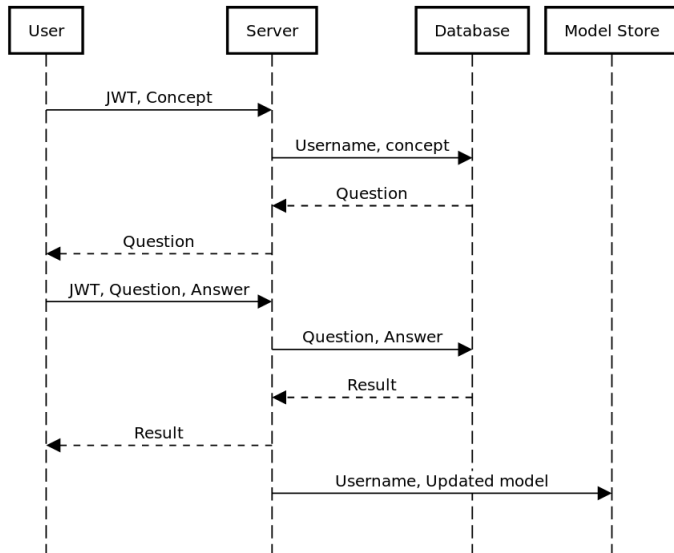 User
Server
Database
Model Store
JWT, Concept
Username, concept
Question
Question
JWT, Question, Answer
Question, Answer
Result
Result
Username, Updated model